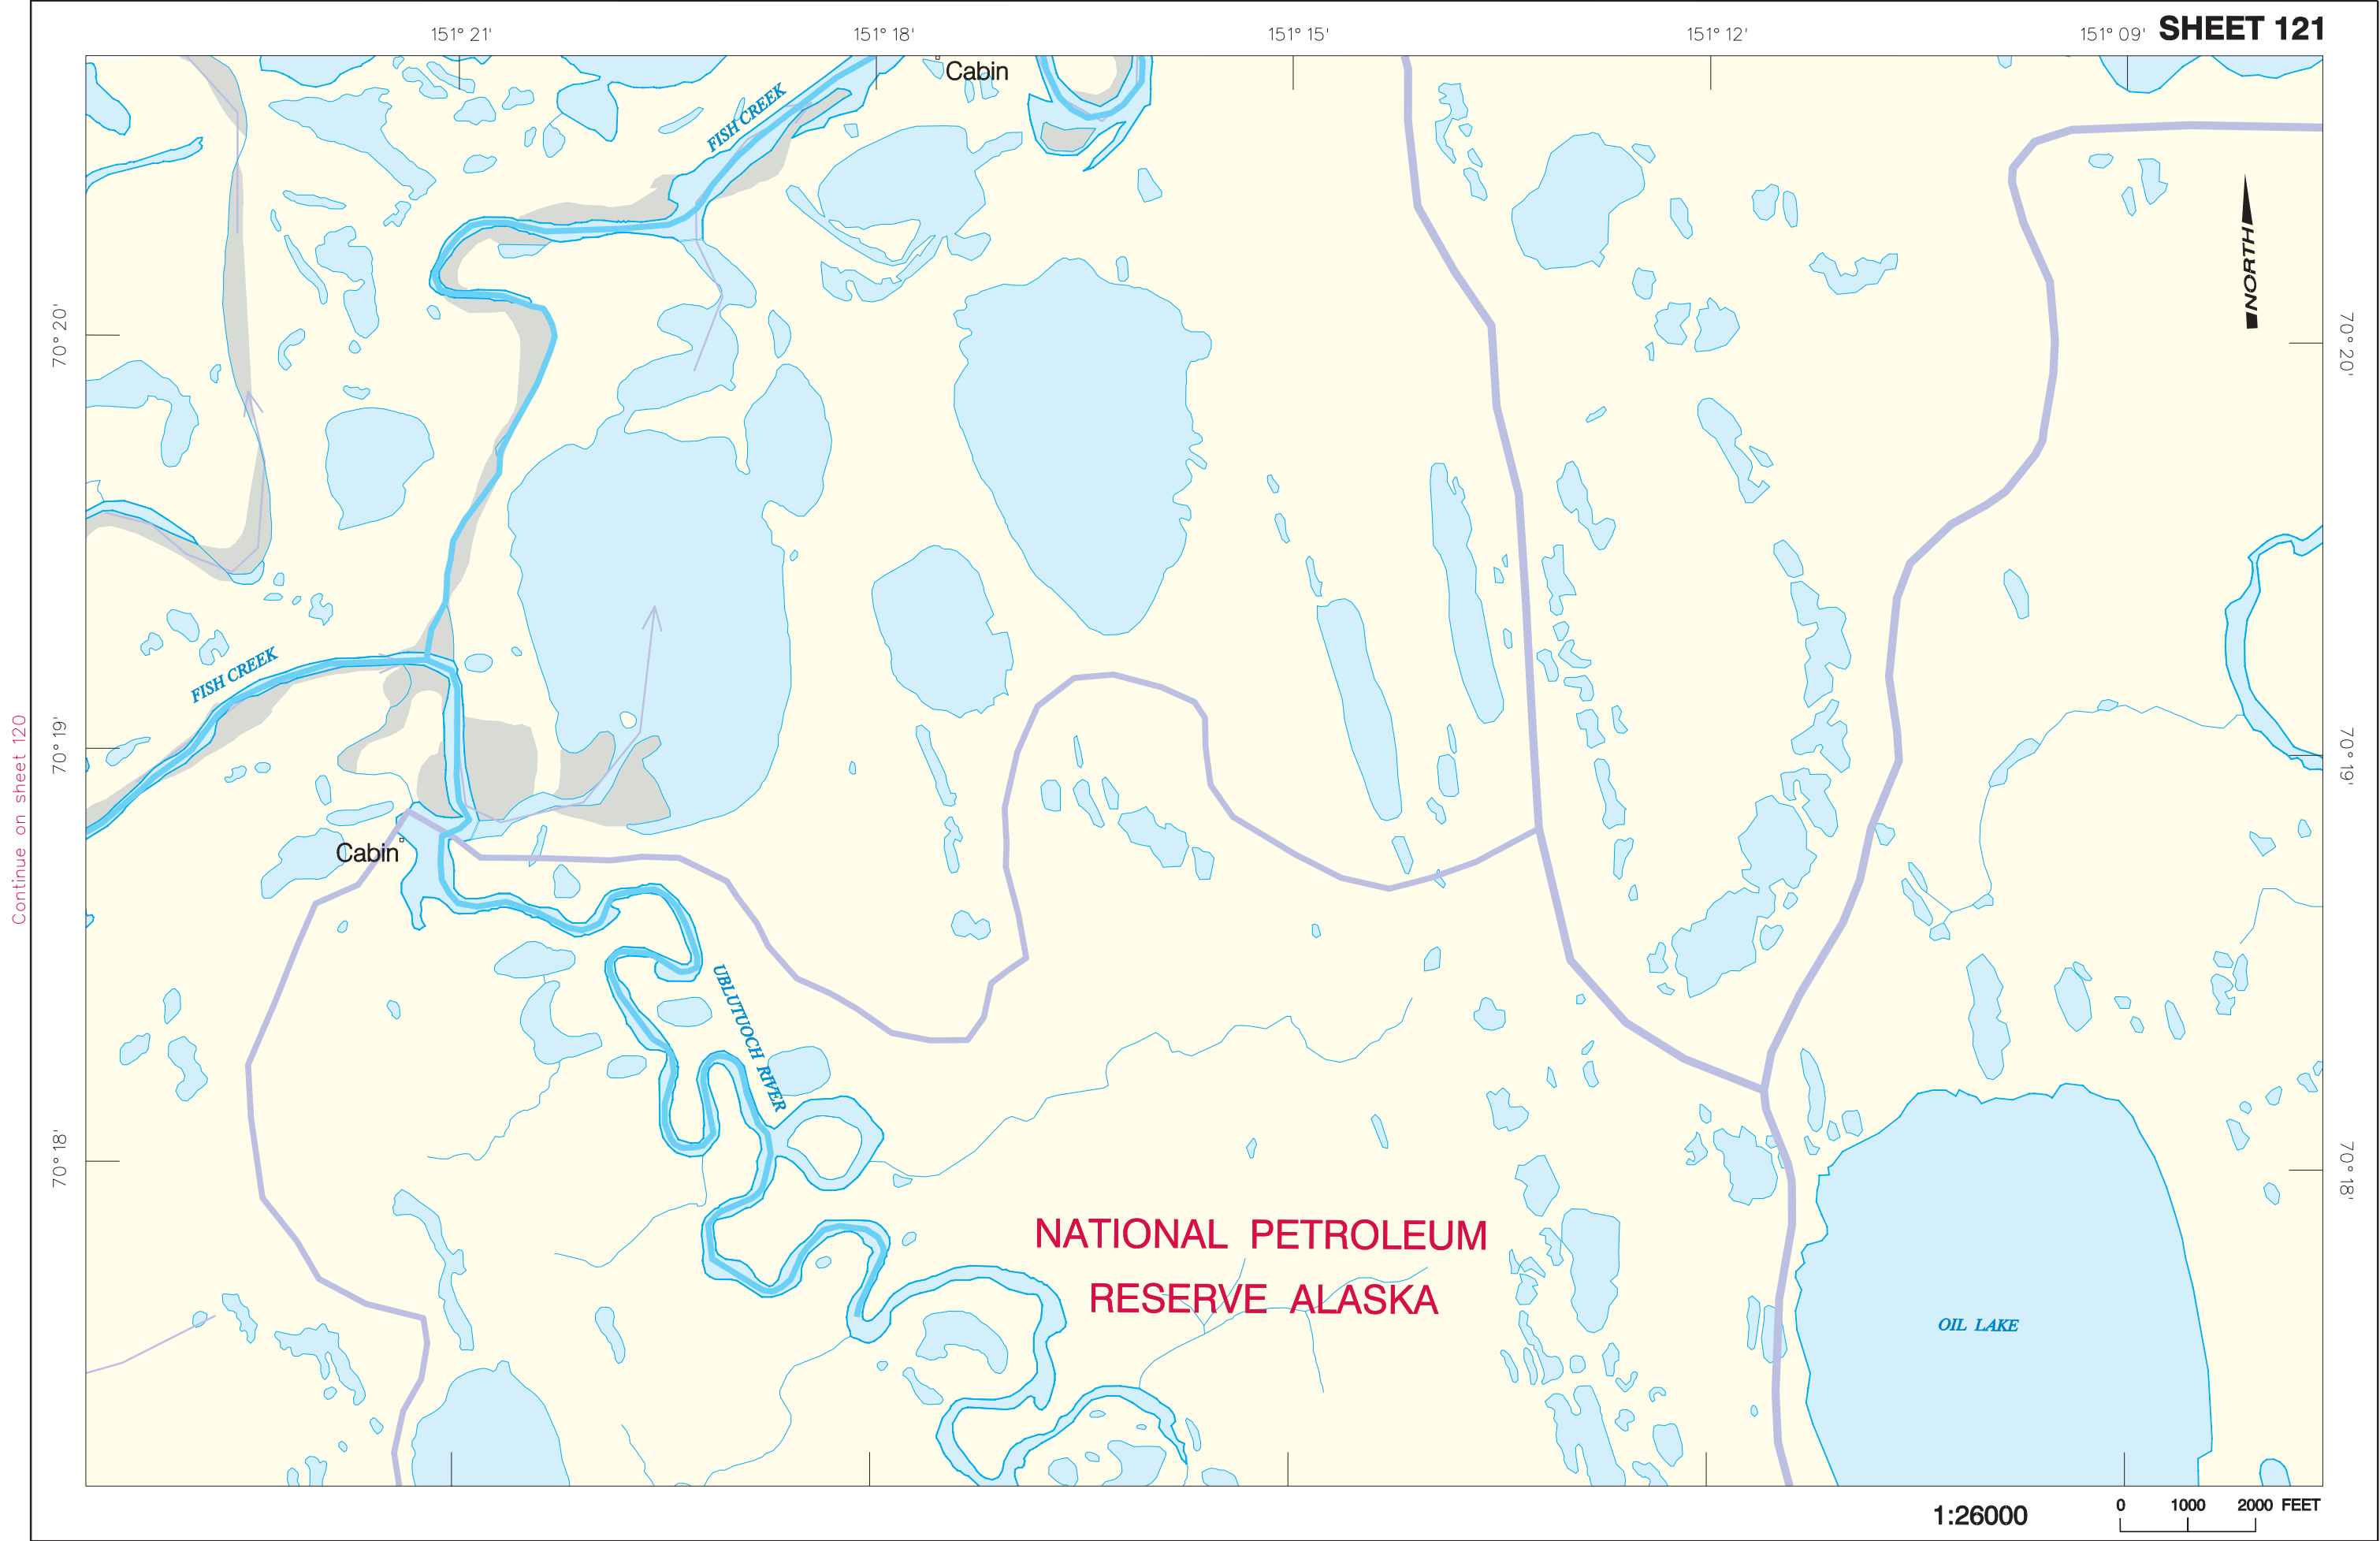 SHEET 121
151° 21'
151° 18'
151° 15'
151° 12'
151° 09'
Cabin
FISH CREEK
NORTH
70° 20'
70° 20'
FISH CREEK
70° 19'
70° 19'
Continue on sheet 120
Cabin
UBLUTUOCH RIVER
70° 18'
70° 18'
NATIONAL PETROLEUM
RESERVE ALASKA
OIL LAKE
1:26000
0 1000 2000 FEET